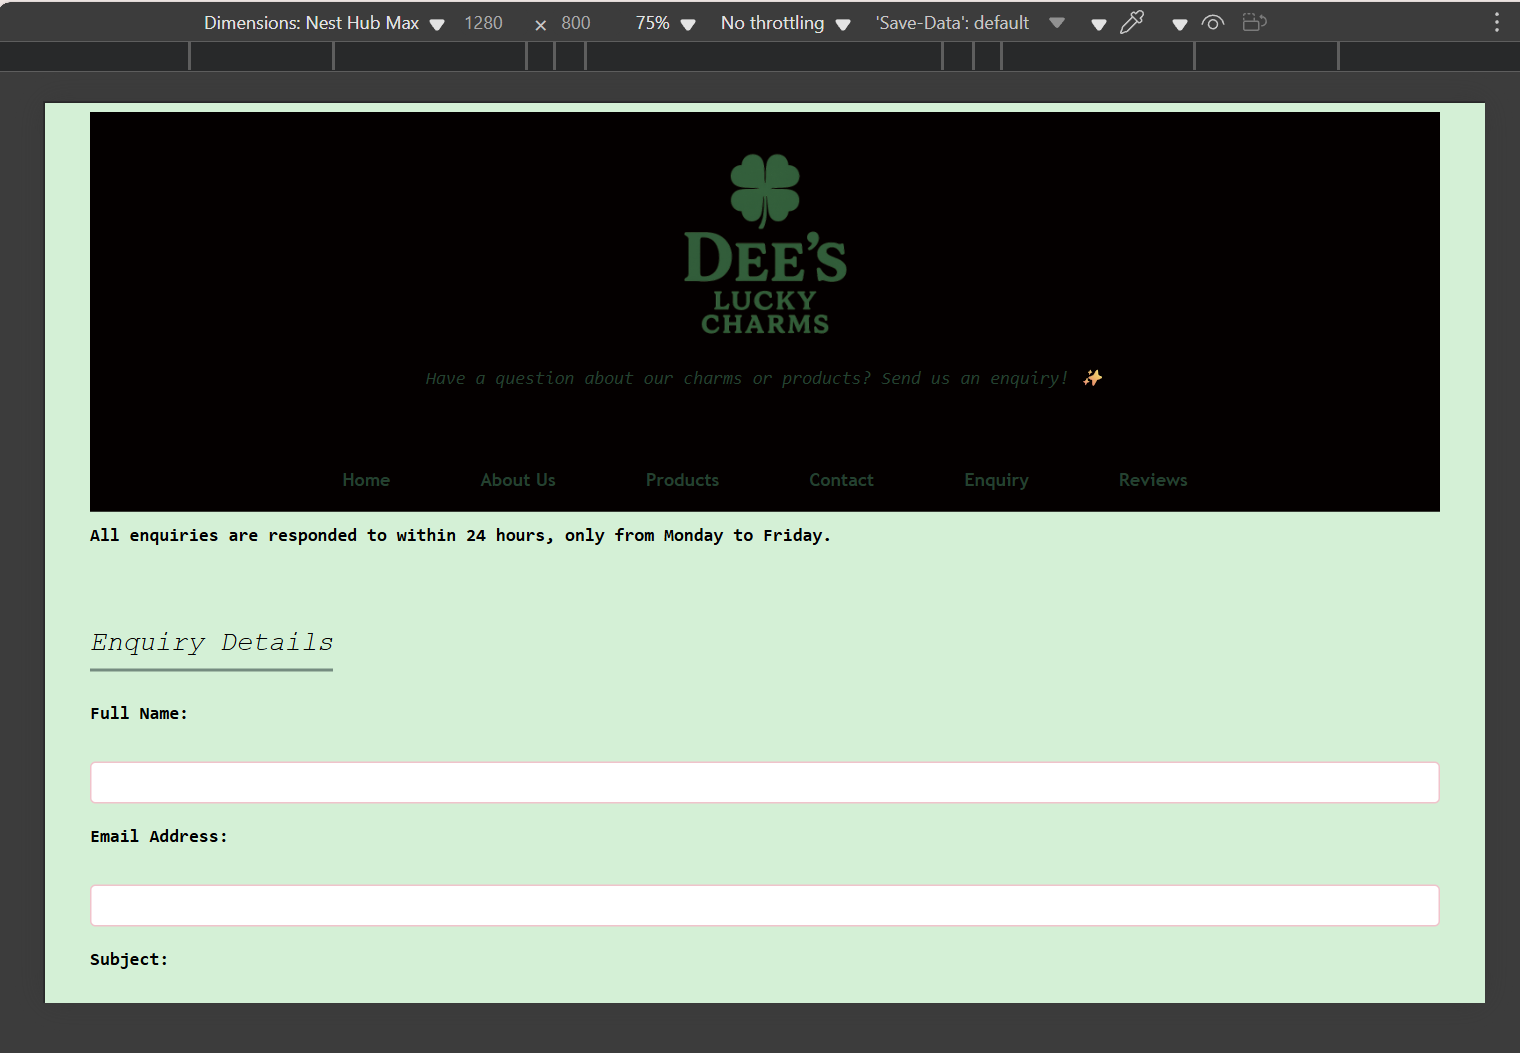 Dimensions: Nest Hub Max 1280 × 800 75% No throttling 'Save-Data': default
DEE'S
LUCKY
CHARMS
Have a question about our charms or products? Send us an enquiry! ✨
Home About Us Products Contact Enquiry Reviews
All enquiries are responded to within 24 hours, only from Monday to Friday.
Enquiry Details
Full Name:
Email Address:
Subject: